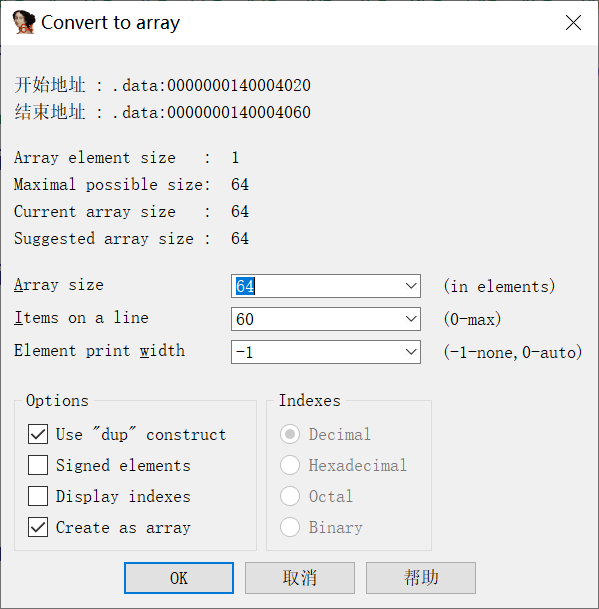 Convert to array
开始地址 : .data:0000000140004020
结束地址 : .data:0000000140004060
Array element size : 1
Maximal possible size: 64
Current array size : 64
Suggested array size : 64
Array size 64 (in elements)
Items on a line 60 (0-max)
Element print width -1 (-1-none,0-auto)
Options
Use "dup" construct
Signed elements
Display indexes
Create as array
Indexes
Decimal
Hexadecimal
Octal
Binary
OK 取消 帮助